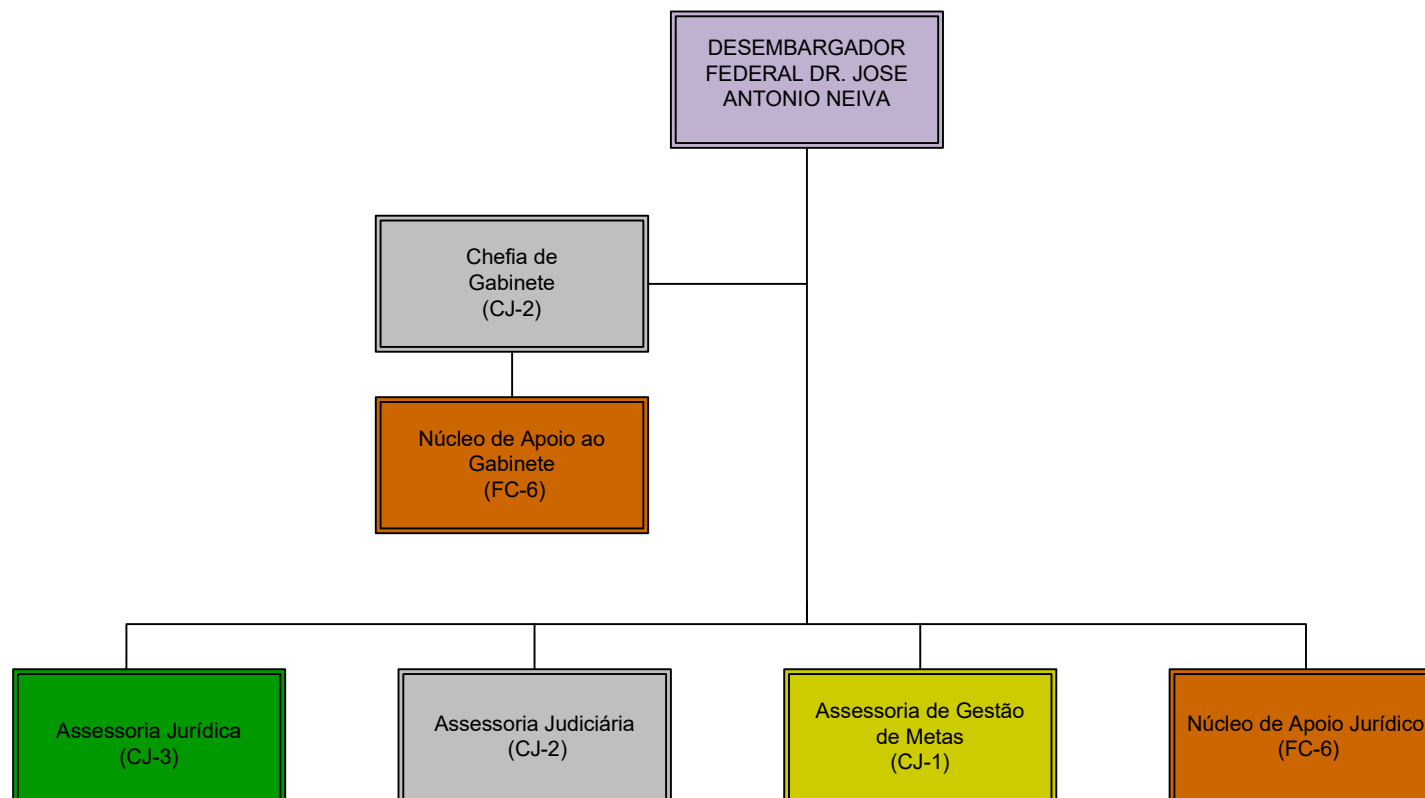 DESEMBARGADOR
FEDERAL DR. JOSE
ANTONIO NEIVA
Chefia de
Gabinete
(CJ-2)
Núcleo de Apoio ao
Gabinete
(FC-6)
Assessoria Jurídica
(CJ-3)
Assessoria Judiciária
(CJ-2)
Assessoria de Gestão
de Metas
(CJ-1)
Núcleo de Apoio Jurídico
(FC-6)